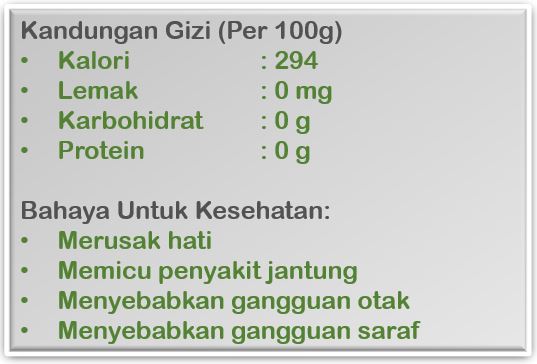 Kandungan Gizi (Per 100g)
• Kalori : 294
• Lemak : 0 mg
• Karbohidrat : 0 g
• Protein : 0 g
Bahaya Untuk Kesehatan:
• Merusak hati
• Memicu penyakit jantung
• Menyebabkan gangguan otak
• Menyebabkan gangguan saraf